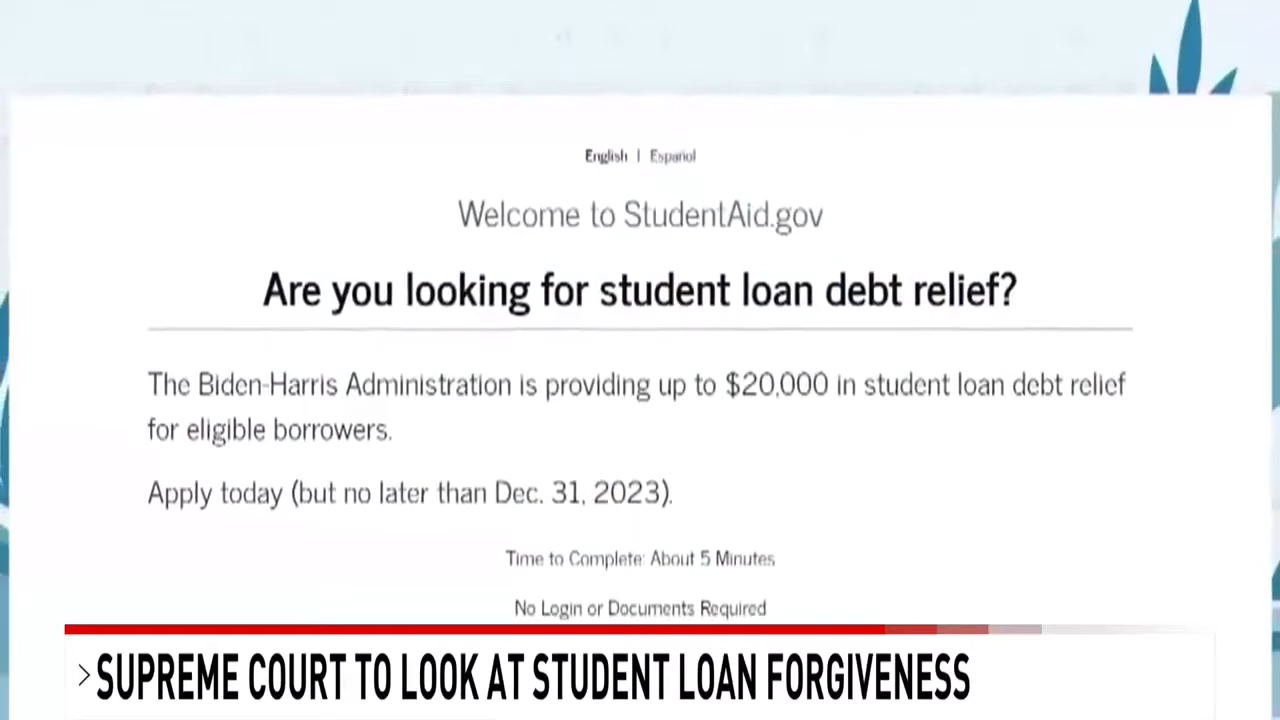 English | Español
Welcome to StudentAid.gov
Are you looking for student loan debt relief?
The Biden-Harris Administration is providing up to $20,000 in student loan debt relief
for eligible borrowers.
Apply today (but no later than Dec. 31, 2023).
Time to Complete: About 5 Minutes
No Login or Documents Required
>SUPREME COURT TO LOOK AT STUDENT LOAN FORGIVENESS